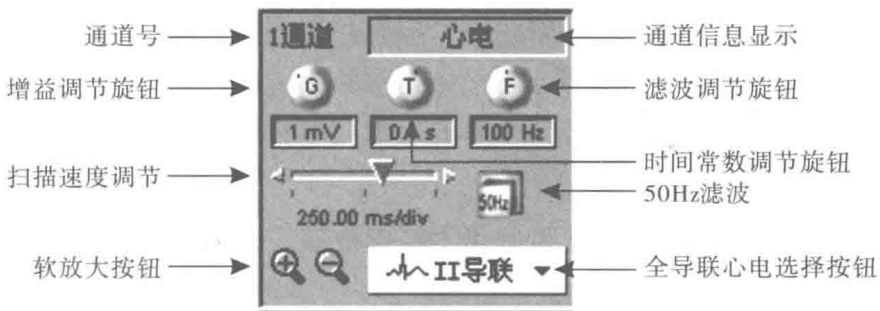 通道号
1通道
心电
通道信息显示
增益调节旋钮
G
T
F
滤波调节旋钮
1 mV
s
100 Hz
时间常数调节旋钮
扫描速度调节
50Hz
50Hz滤波
250.00 ms/div
软放大按钮
II导联
全导联心电选择按钮